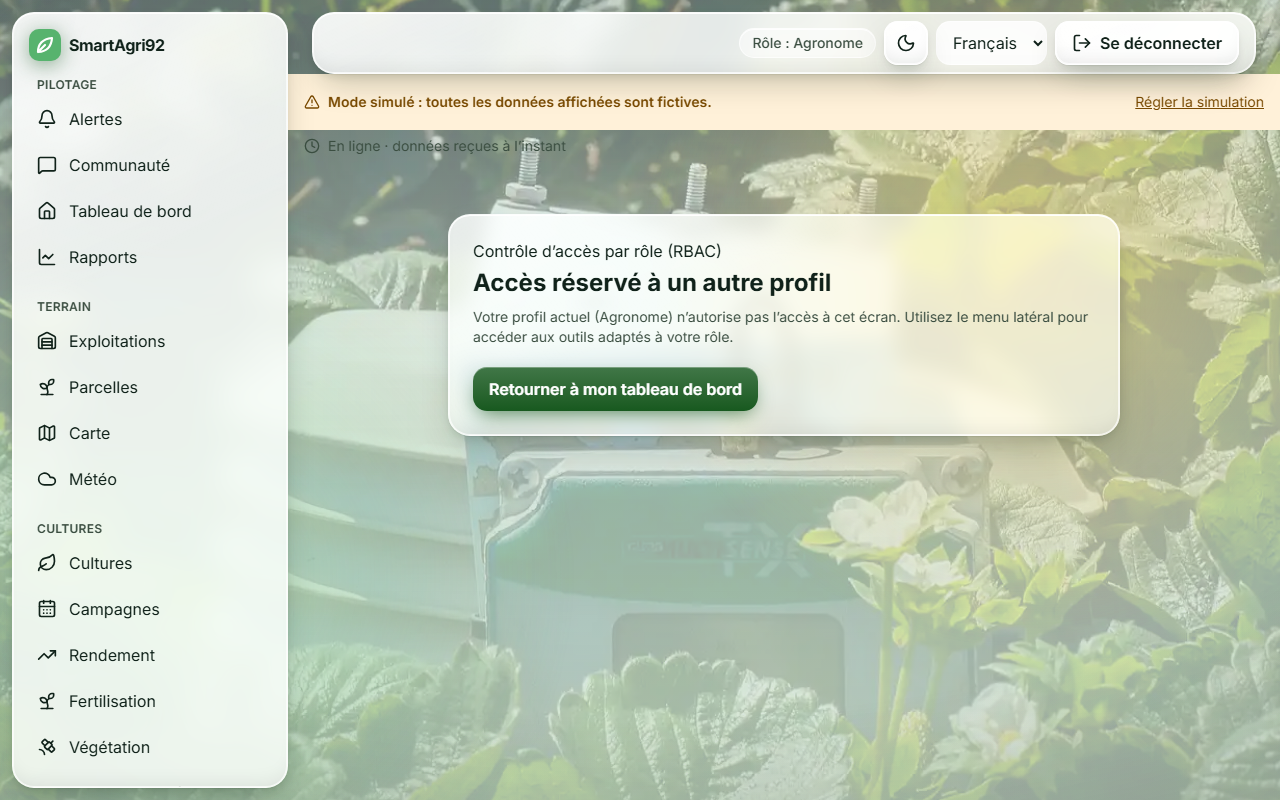 SmartAgri92
PILOTAGE
Alertes
Communauté
Tableau de bord
Rapports
TERRAIN
Exploitations
Parcelles
Carte
Météo
CULTURES
Cultures
Campagnes
Rendement
Fertilisation
Végétation
Rôle : Agronome
Français
Se déconnecter
Mode simulé : toutes les données affichées sont fictives.
Régler la simulation
En ligne · données reçues à l’instant
Contrôle d’accès par rôle (RBAC)
Accès réservé à un autre profil
Votre profil actuel (Agronome) n’autorise pas l’accès à cet écran. Utilisez le menu latéral pour
accéder aux outils adaptés à votre rôle.
Retourner à mon tableau de bord
SENSE
TX